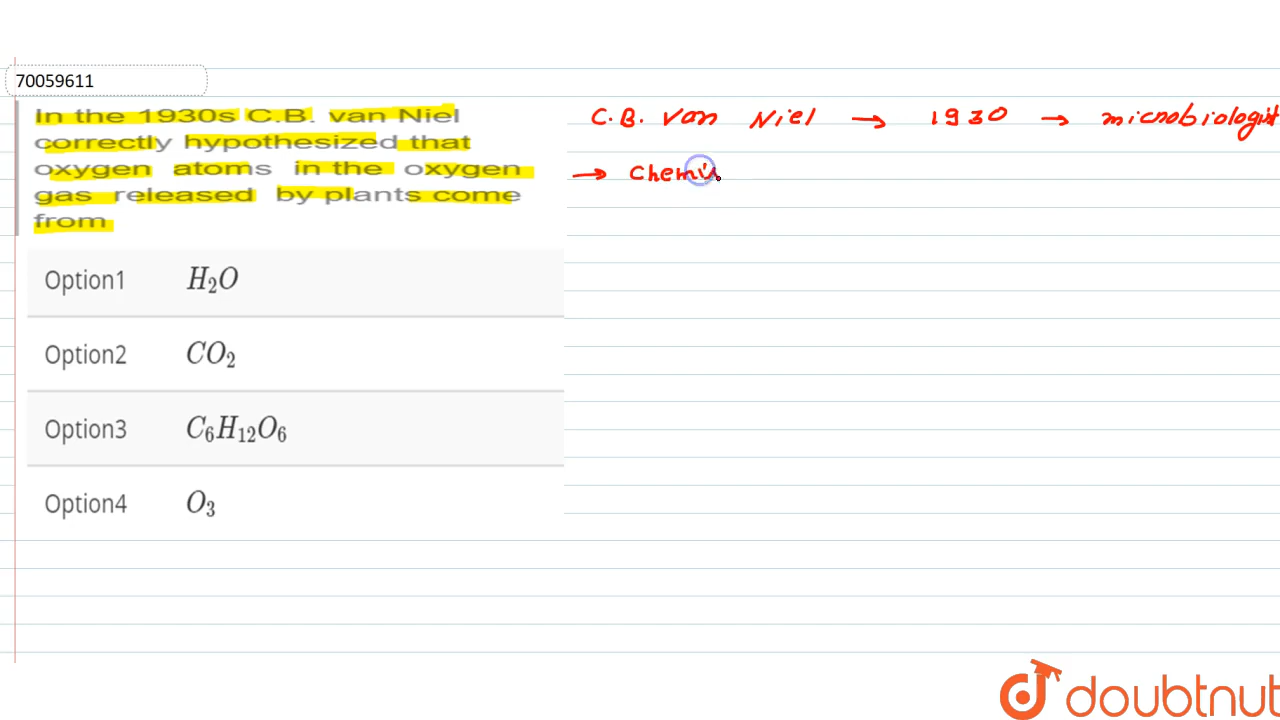 70059611
In the 1930s C.B. van Niel
correctly hypothesized that
oxygen atoms in the oxygen
gas released by plants come
from
Option1 H₂O
Option2 CO₂
Option3 C₆H₁₂O₆
Option4 O₃
C.B. Van Niel → 1930 → microbiologist
→ Chemi
doubtnut